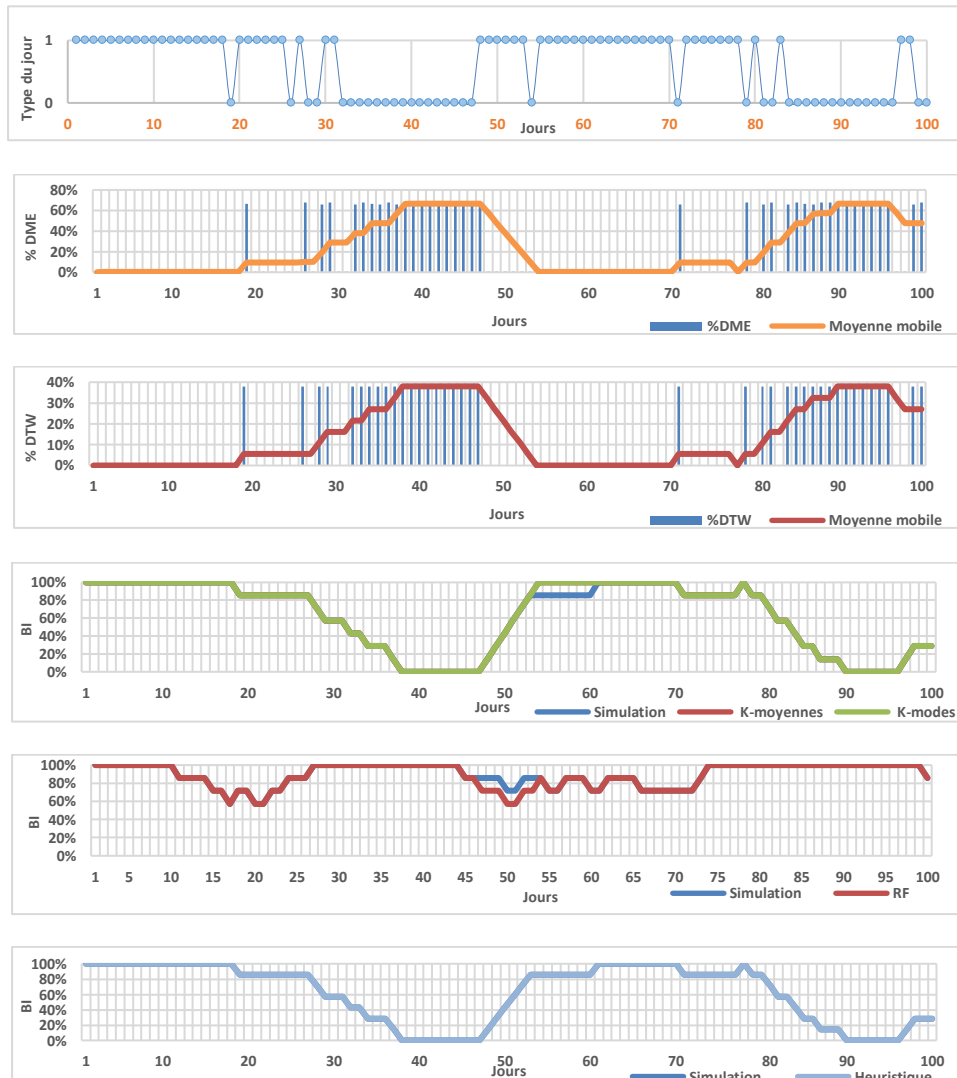 Type du jour
1
0
0 10 20 30 40 50 60 70 80 90 100
Jours
% DME
80%
60%
40%
20%
0%
1 10 20 30 40 50 70 80 90 100
Jours
%DME Moyenne mobile
% DTW
40%
30%
20%
10%
0%
1 10 20 30 40 50 70 80 90 100
Jours
%DTW Moyenne mobile
BI
100%
80%
60%
40%
20%
0%
1 10 20 30 40 50 60 70 80 90 100
Jours
Simulation K-moyennes K-modes
BI
100%
80%
60%
40%
20%
0%
1 5 10 15 20 25 30 35 40 45 50 55 60 65 70 75 80 85 90 95 100
Jours
Simulation RF
BI
100%
80%
60%
40%
20%
0%
1 10 20 30 40 50 60 70 80 90 100
Jours
Simulation Heuristique